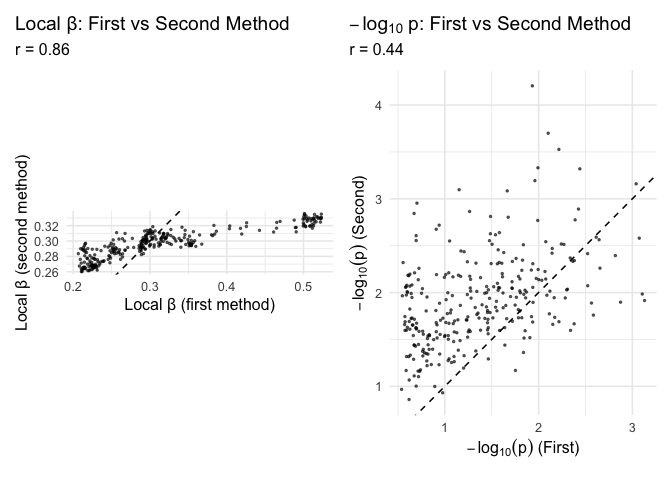 Local β: First vs Second Method
r = 0.86
Local β (second method)
0.32
0.30
0.28
0.26
0.2
0.3
0.4
0.5
Local β (first method)
−log₁₀ p: First vs Second Method
r = 0.44
−log₁₀(p) (Second)
4
3
2
1
1
2
3
−log₁₀(p) (First)